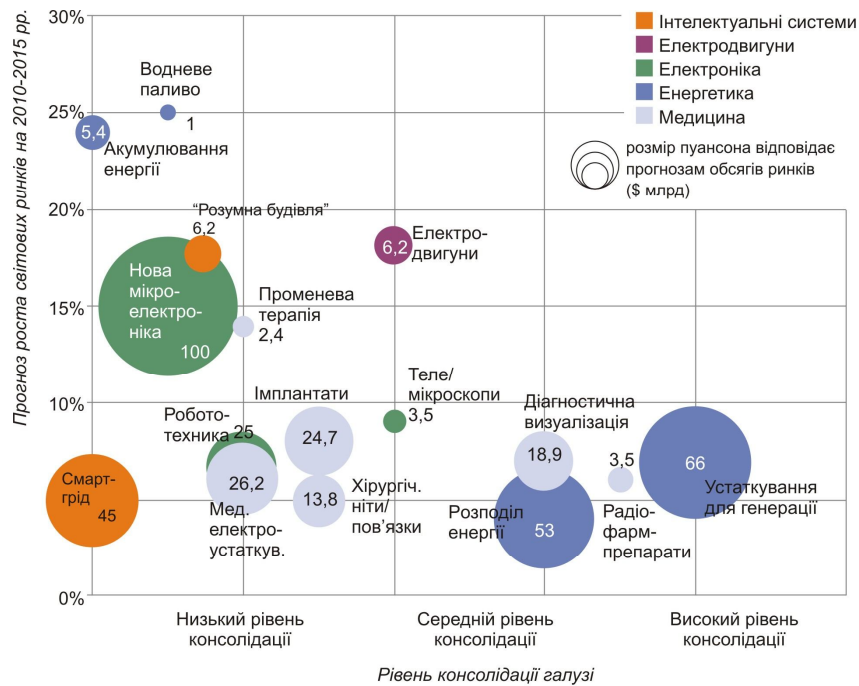 Прогноз роста світових ринків на 2010-2015 рр.
30%
25%
20%
15%
10%
5%
0%
Інтелектуальні системи
Електродвигуни
Електроніка
Енергетика
Медицина
розмір пуансона відповідає
прогнозам обсягів ринків
($ млрд)
Водневе
паливо
1
5,4
Акумулювання
енергії
“Розумна будівля”
6,2
Нова
мікро-
електро-
ніка
100
6,2
Електро-
двигуни
Променева
терапія
2,4
Імплантати
24,7
Теле/
мікроскопи
3,5
Діагностична
визуалізація
18,9
Робото-
техника
25
26,2
Мед.
електро-
устаткув.
13,8
Хірургіч.
ніти/
пов’язки
Смарт-
грід
45
Розподіл
енергії
53
3,5
Радіо-
фарм-
препарати
66
Устаткування
для генерації
Низький рівень
консолідації
Середній рівень
консолідації
Високий рівень
консолідації
Рівень консолідації галузі